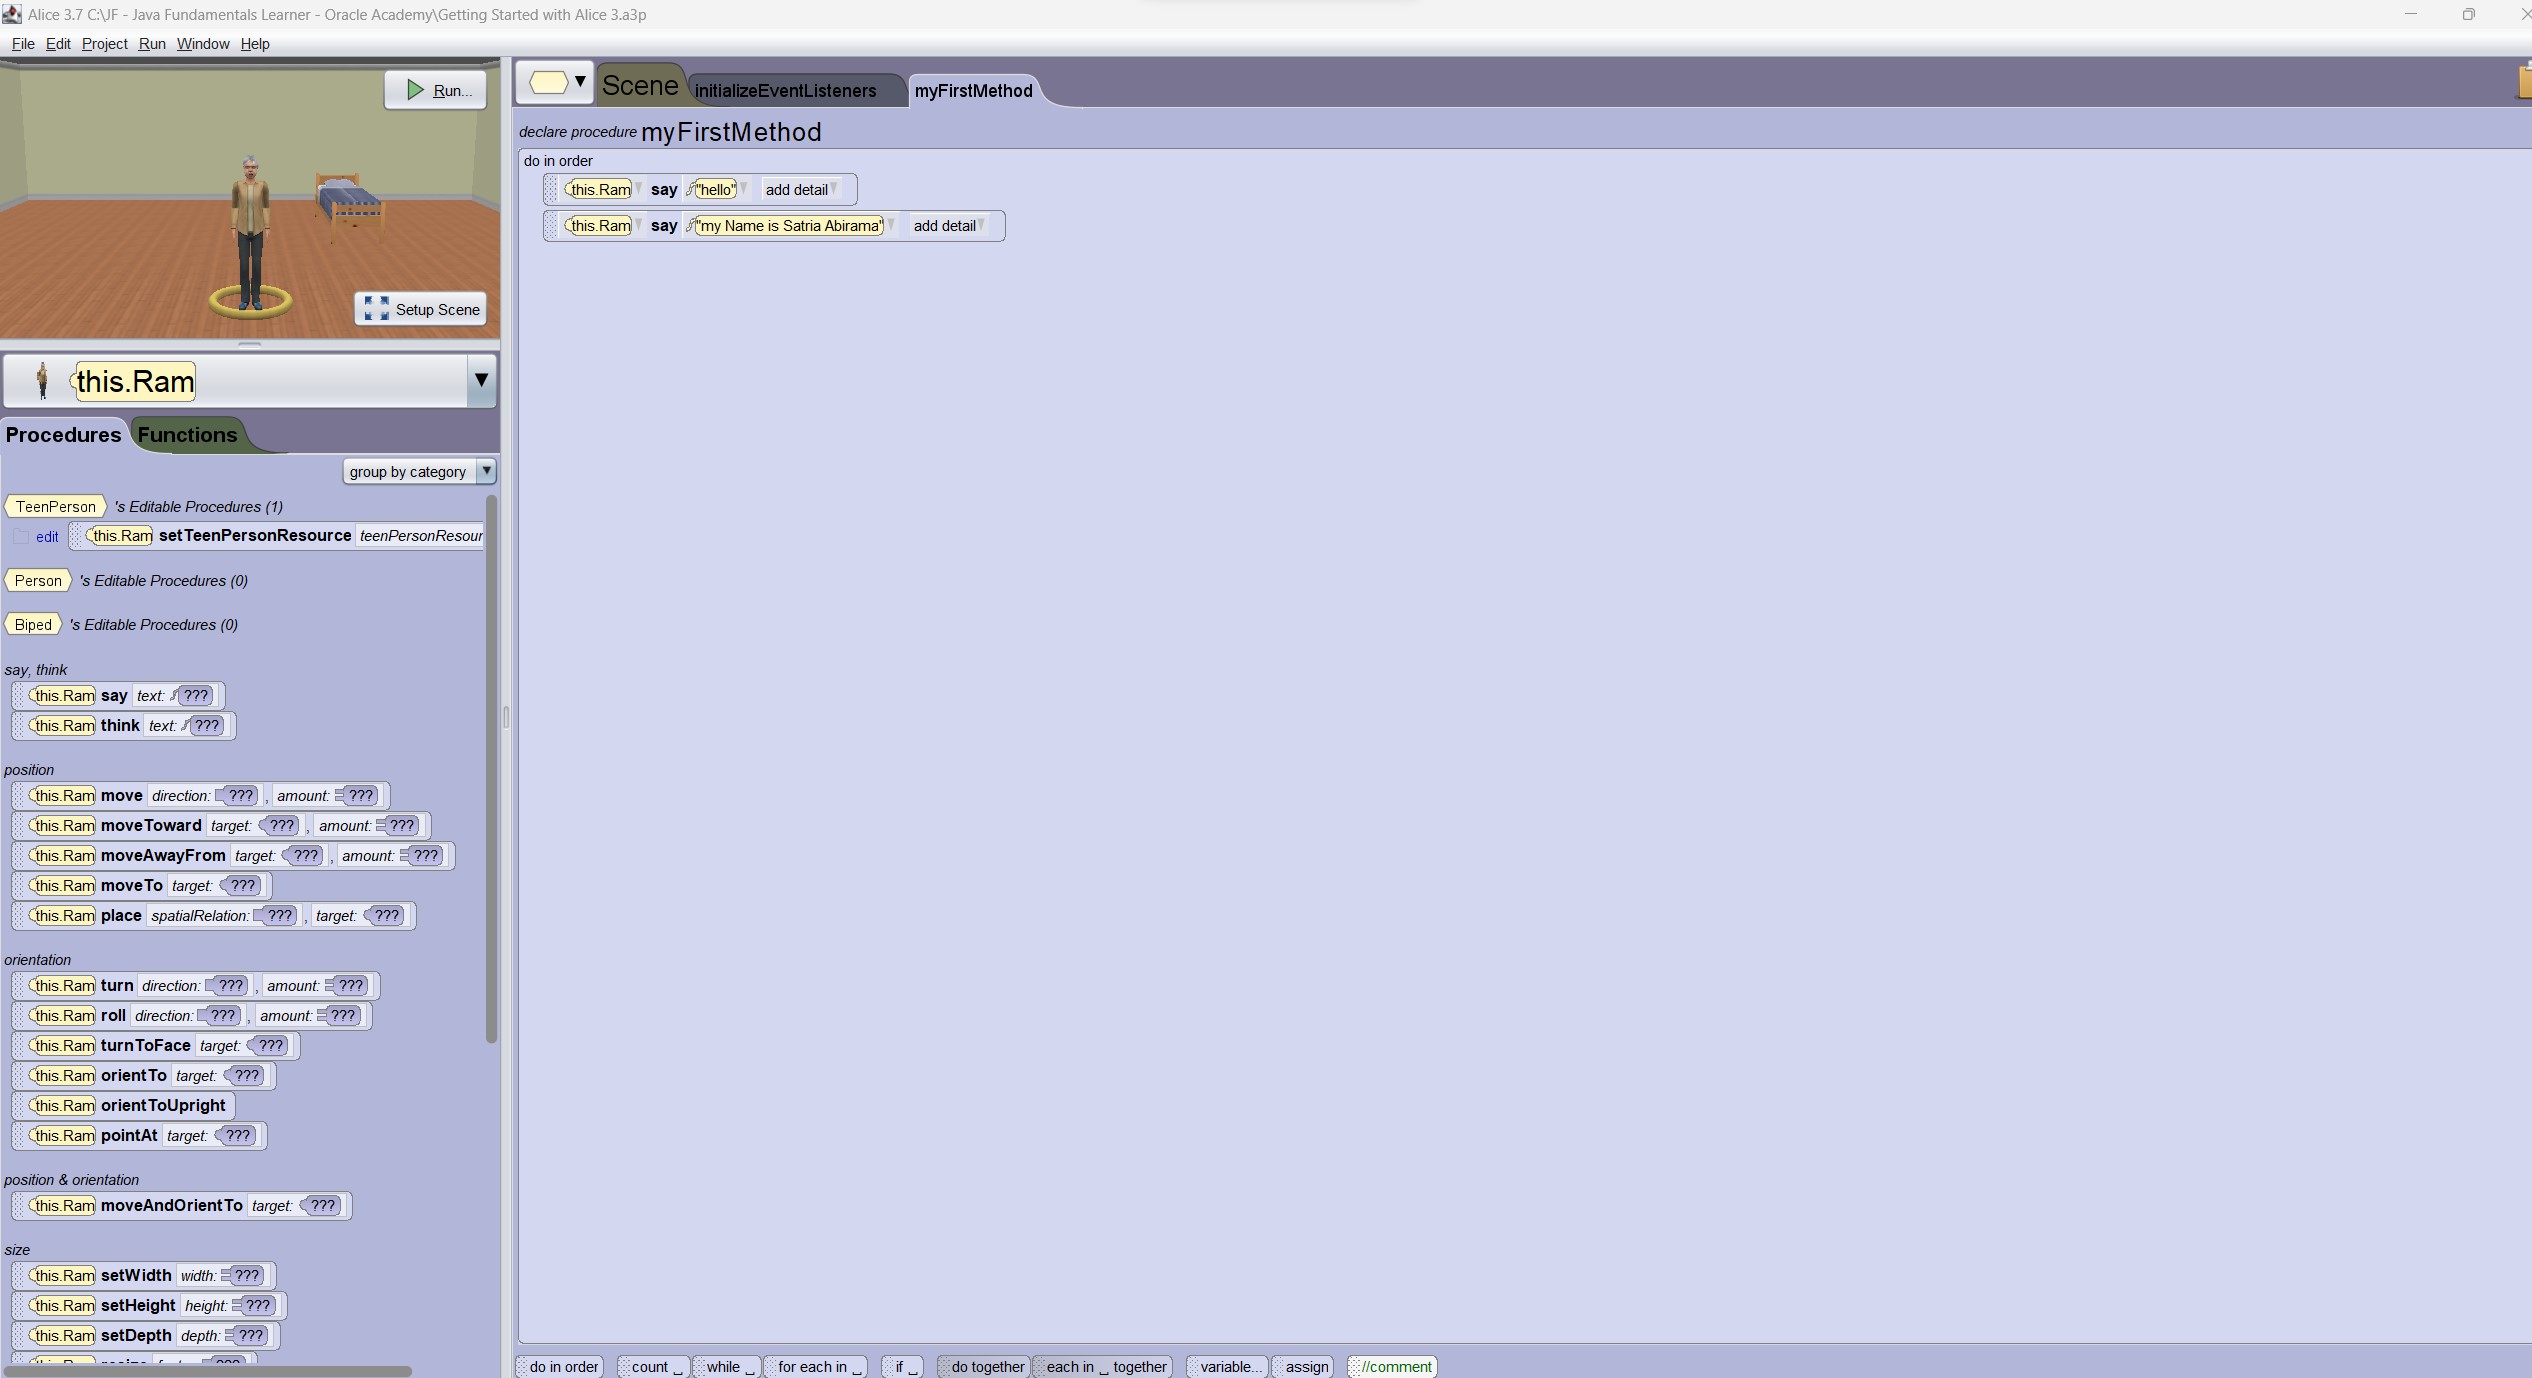 Alice 3.7 C:\JF - Java Fundamentals Learner - Oracle Academy\Getting Started with Alice 3.a3p
File Edit Project Run Window Help
Run...
Setup Scene
this.Ram
Procedures Functions
group by category
TeenPerson 's Editable Procedures (1)
edit this.Ram setTeenPersonResource teenPersonResour
Person 's Editable Procedures (0)
Biped 's Editable Procedures (0)
say, think
this.Ram say text: ???
this.Ram think text: ???
position
this.Ram move direction: ??? , amount: ???
this.Ram moveToward target: ??? , amount: ???
this.Ram moveAwayFrom target: ??? , amount: ???
this.Ram moveTo target: ???
this.Ram place spatialRelation: ??? , target: ???
orientation
this.Ram turn direction: ??? , amount: ???
this.Ram roll direction: ??? , amount: ???
this.Ram turnToFace target: ???
this.Ram orientTo target: ???
this.Ram orientToUpright
this.Ram pointAt target: ???
position & orientation
this.Ram moveAndOrientTo target: ???
size
this.Ram setWidth width: ???
this.Ram setHeight height: ???
this.Ram setDepth depth: ???
Scene initializeEventListeners myFirstMethod
declare procedure myFirstMethod
do in order
this.Ram say "hello" add detail
this.Ram say "my Name is Satria Abirama" add detail
do in order count _ while _ for each in _ if _ do together each in _ together variable... assign //comment